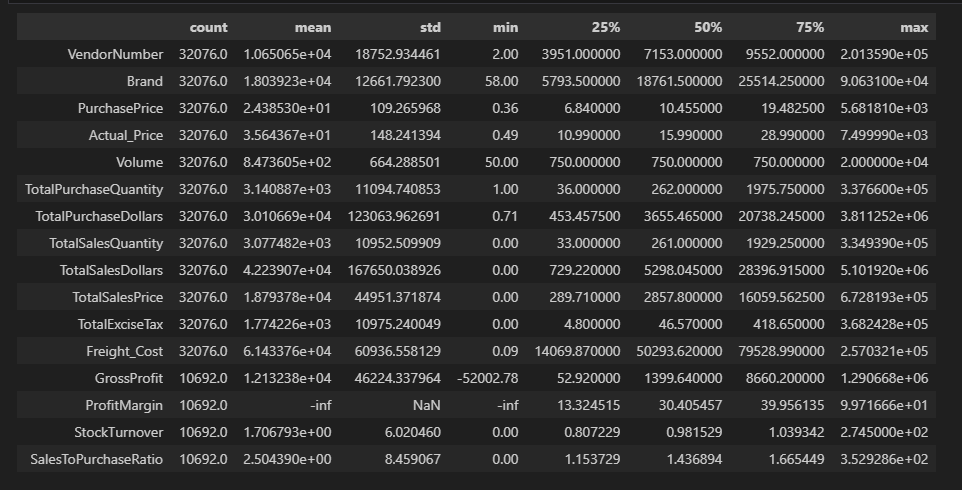 count mean std min 25% 50% 75% max
VendorNumber 32076.0 1.065065e+04 18752.934461 2.00 3951.000000 7153.000000 9552.000000 2.013590e+05
Brand 32076.0 1.803923e+04 12661.792300 58.00 5793.500000 18761.500000 25514.250000 9.063100e+04
PurchasePrice 32076.0 2.438530e+01 109.265968 0.36 6.840000 10.455000 19.482500 5.681810e+03
Actual_Price 32076.0 3.564367e+01 148.241394 0.49 10.990000 15.990000 28.990000 7.499990e+03
Volume 32076.0 8.473605e+02 664.288501 50.00 750.000000 750.000000 750.000000 2.000000e+04
TotalPurchaseQuantity 32076.0 3.140887e+03 11094.740853 1.00 36.000000 262.000000 1975.750000 3.376600e+05
TotalPurchaseDollars 32076.0 3.010669e+04 123063.962691 0.71 453.457500 3655.465000 20738.245000 3.811252e+06
TotalSalesQuantity 32076.0 3.077482e+03 10952.509909 0.00 33.000000 261.000000 1929.250000 3.349390e+05
TotalSalesDollars 32076.0 4.223907e+04 167650.038926 0.00 729.220000 5298.045000 28396.915000 5.101920e+06
TotalSalesPrice 32076.0 1.879378e+04 44951.371874 0.00 289.710000 2857.800000 16059.562500 6.728193e+05
TotalExciseTax 32076.0 1.774226e+03 10975.240049 0.00 4.800000 46.570000 418.650000 3.682428e+05
Freight_Cost 32076.0 6.143376e+04 60936.558129 0.09 14069.870000 50293.620000 79528.990000 2.570321e+05
GrossProfit 10692.0 1.213238e+04 46224.337964 -52002.78 52.920000 1399.640000 8660.200000 1.290668e+06
ProfitMargin 10692.0 -inf NaN -inf 13.324515 30.405457 39.956135 9.971666e+01
StockTurnover 10692.0 1.706793e+00 6.020460 0.00 0.807229 0.981529 1.039342 2.745000e+02
SalesToPurchaseRatio 10692.0 2.504390e+00 8.459067 0.00 1.153729 1.436894 1.665449 3.529286e+02